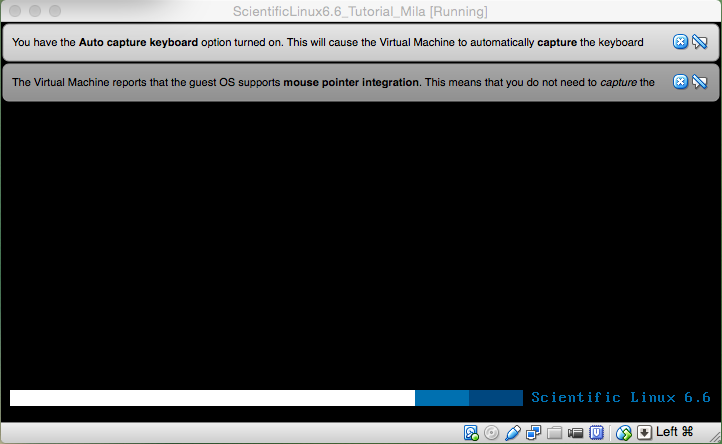 ScientificLinux6.6_Tutorial_Mila [Running]
You have the Auto capture keyboard option turned on. This will cause the Virtual Machine to automatically capture the keyboard
The Virtual Machine reports that the guest OS supports mouse pointer integration. This means that you do not need to capture the
Scientific Linux 6.6
Left ⌘